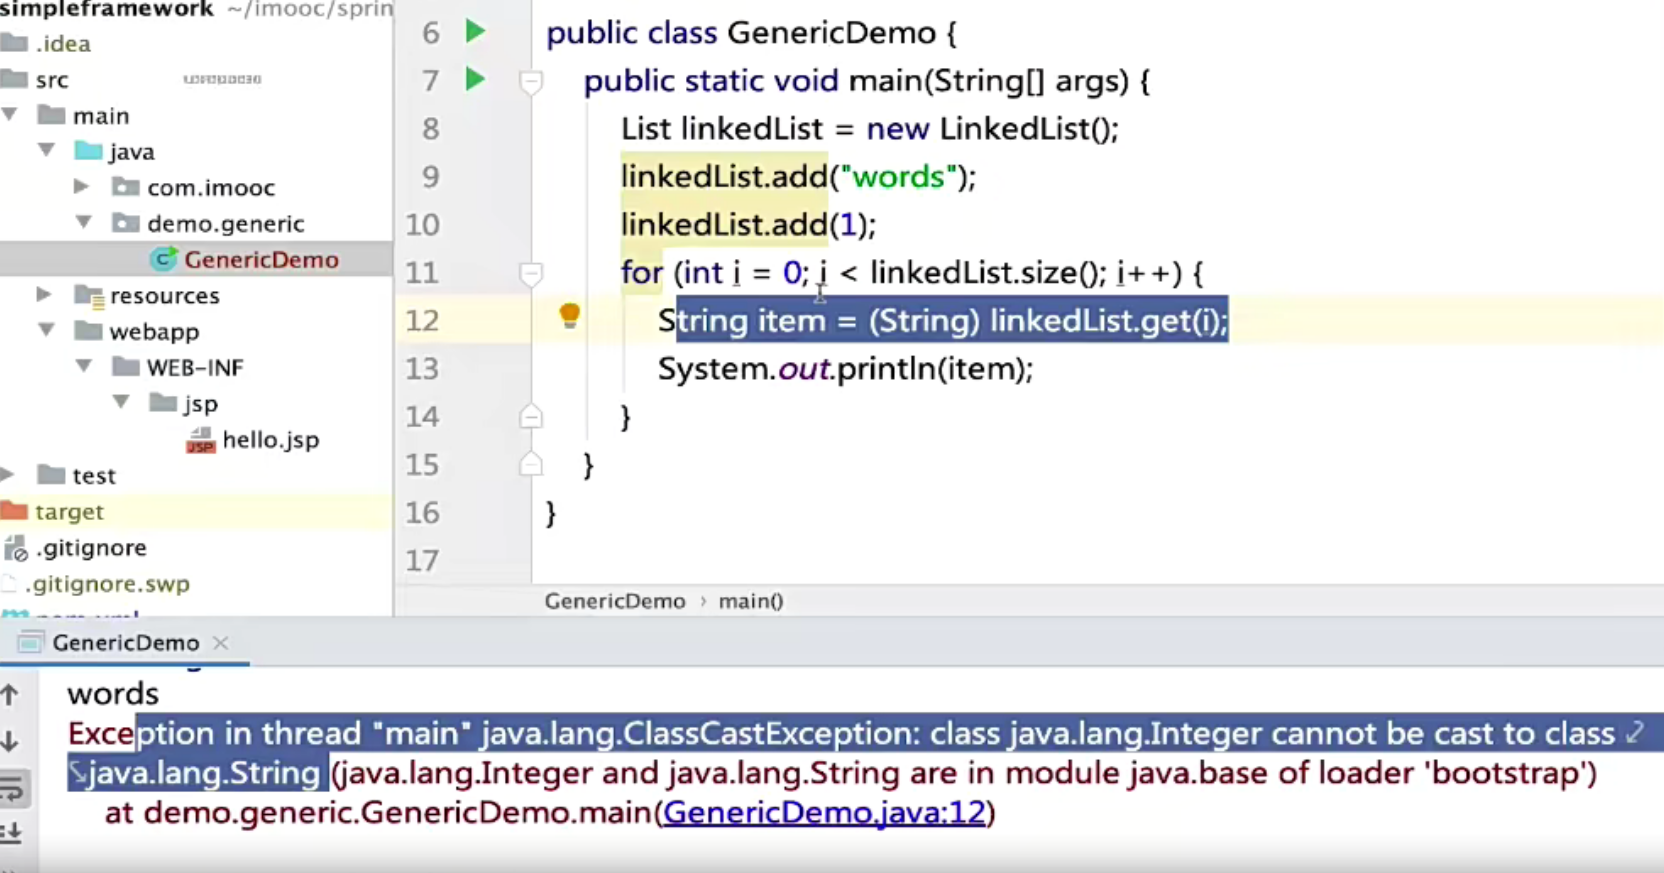 simpleframework ~/imooc/sprin
.idea
src
main
java
com.imooc
demo.generic
GenericDemo
resources
webapp
WEB-INF
jsp
hello.jsp
test
target
.gitignore
.gitignore.swp
6 public class GenericDemo {
7 public static void main(String[] args) {
8 List linkedList = new LinkedList();
9 linkedList.add("words");
10 linkedList.add(1);
11 for (int i = 0; i < linkedList.size(); i++) {
12 String item = (String) linkedList.get(i);
13 System.out.println(item);
14 }
15 }
16 }
17
GenericDemo › main()
GenericDemo
words
Exception in thread "main" java.lang.ClassCastException: class java.lang.Integer cannot be cast to class
java.lang.String (java.lang.Integer and java.lang.String are in module java.base of loader 'bootstrap')
at demo.generic.GenericDemo.main(GenericDemo.java:12)